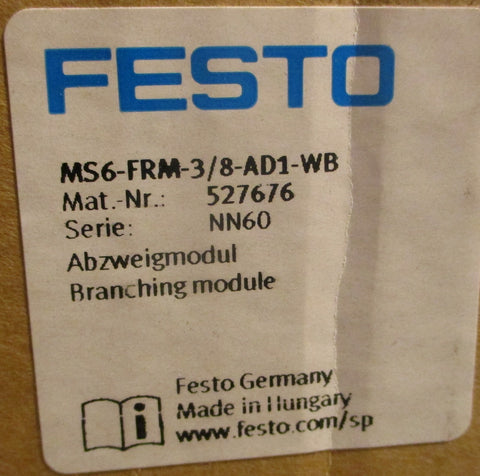 FESTO
MS6-FRM-3/8-AD1-WB
Mat.-Nr.: 527676
Serie: NN60
Abzweigmodul
Branching module
Festo Germany
Made in Hungary
www.festo.com/sp